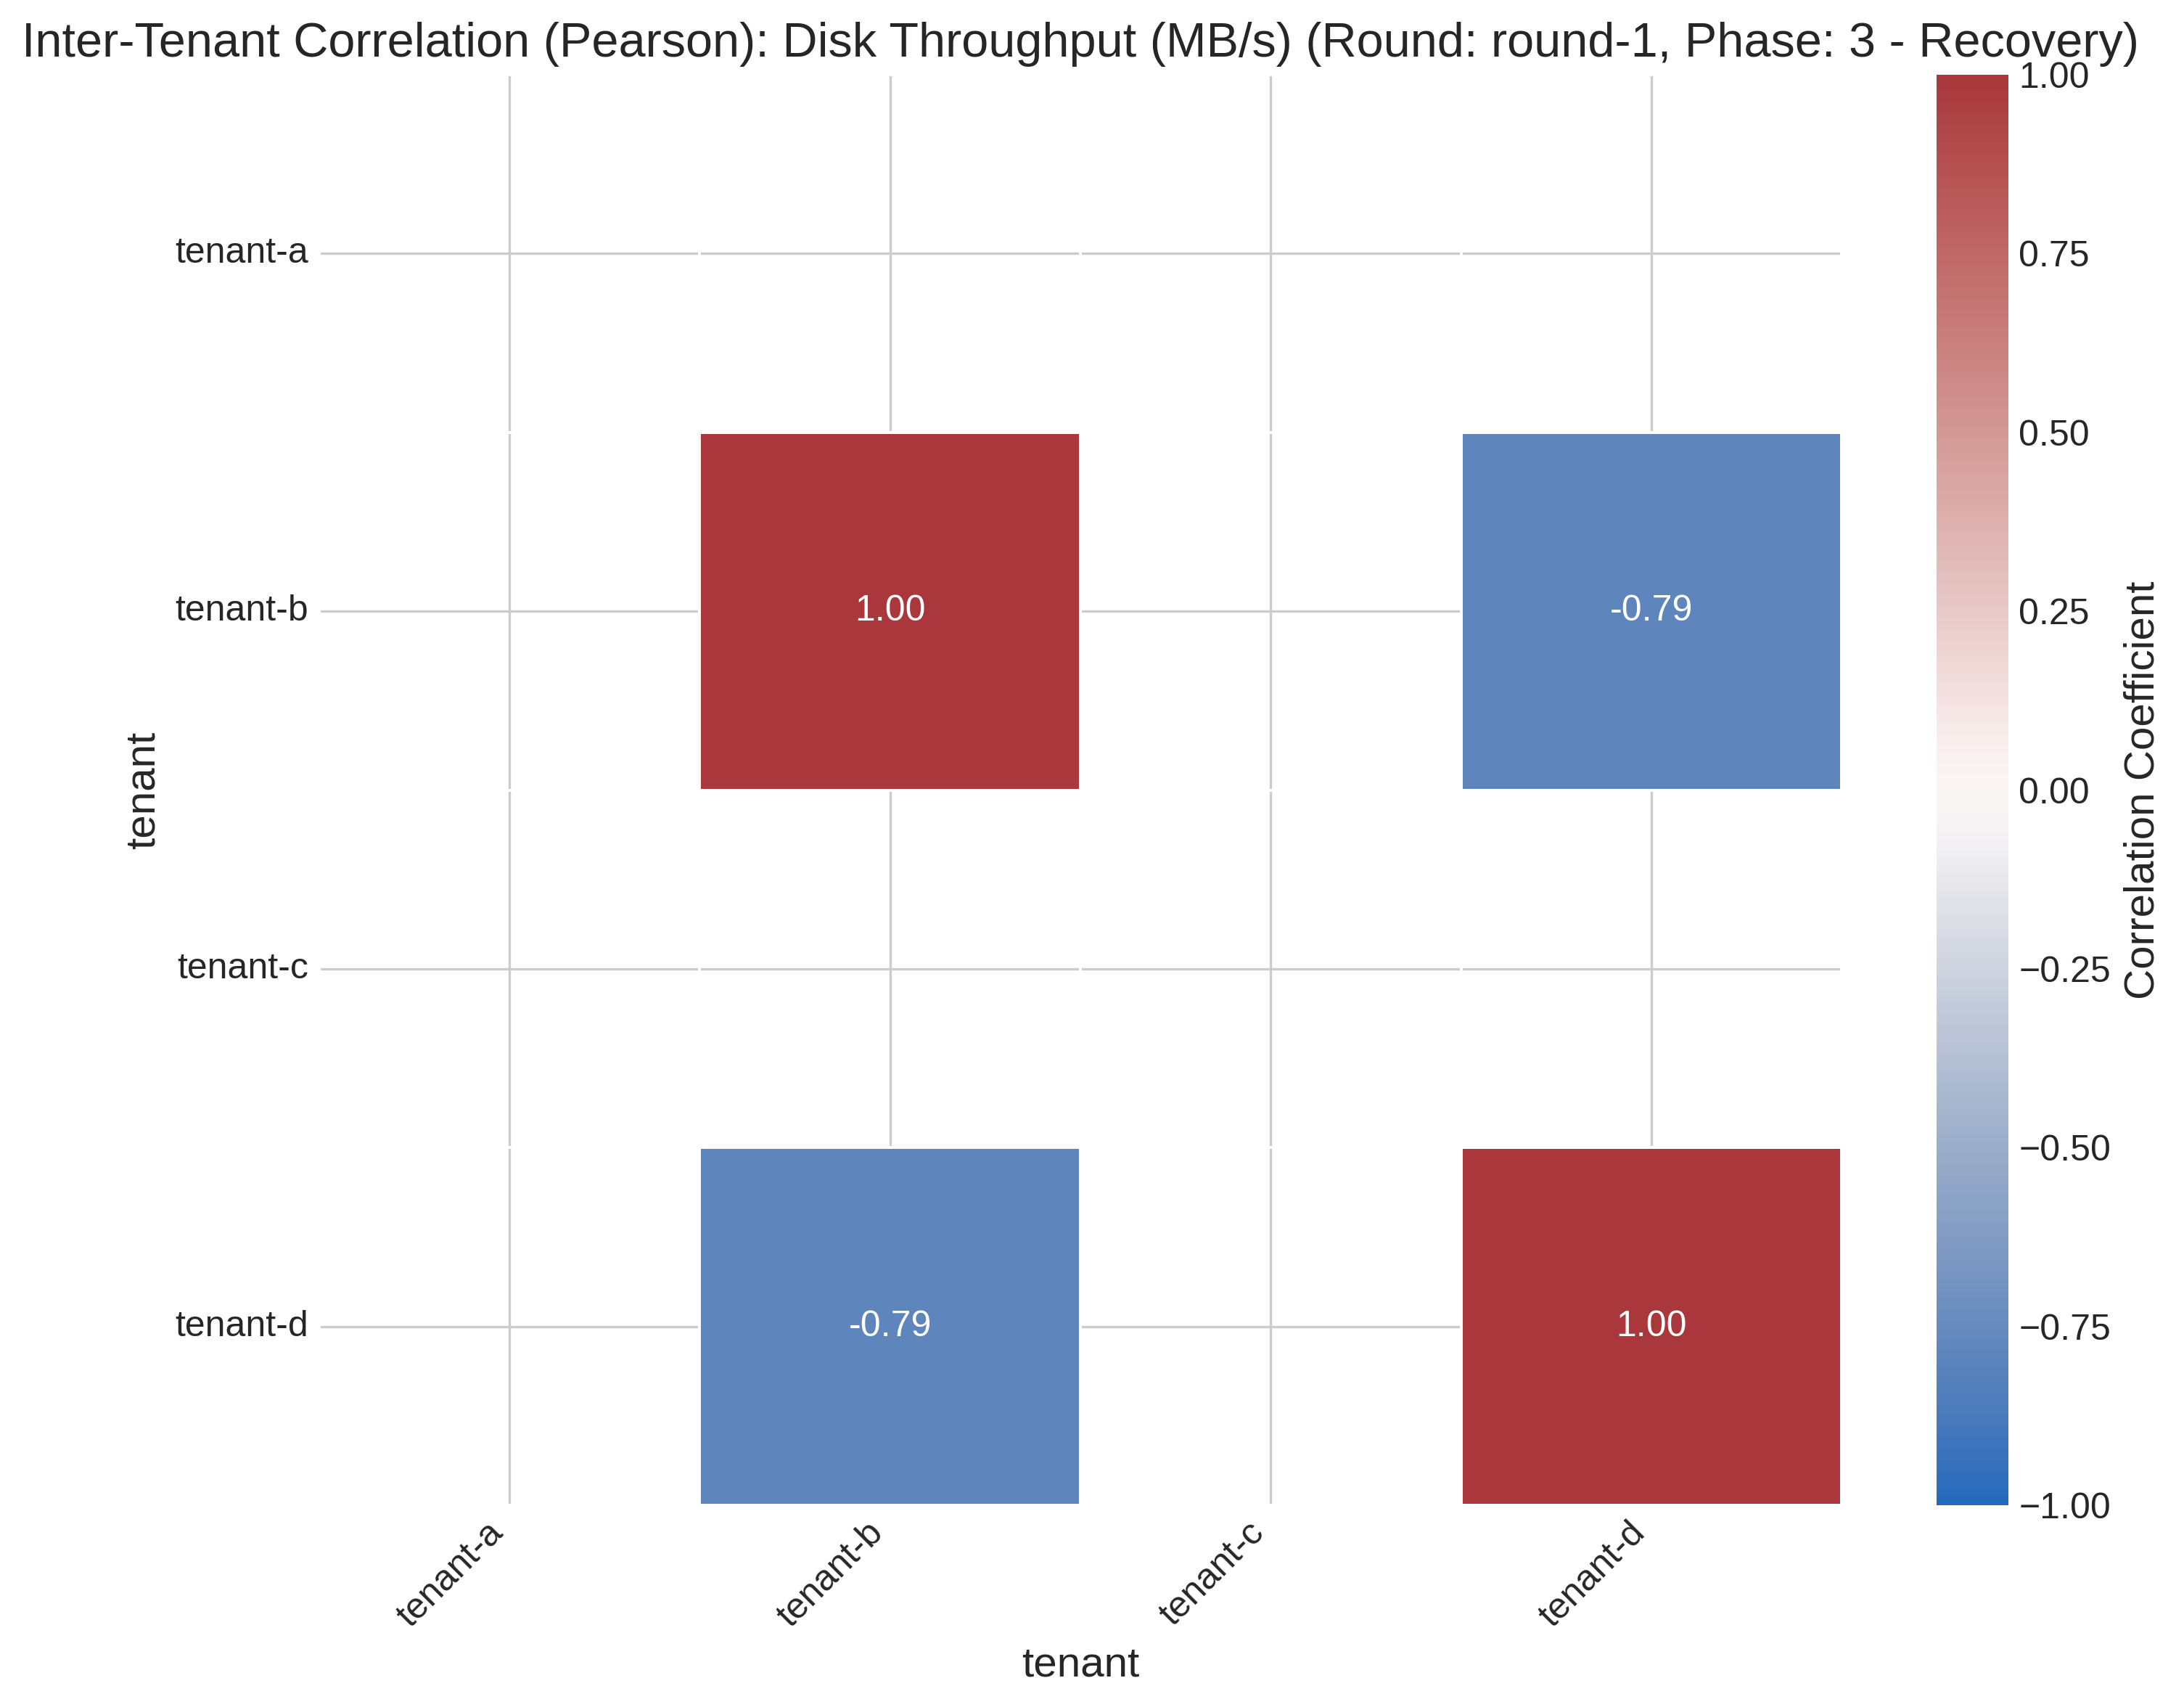 Inter-Tenant Correlation (Pearson): Disk Throughput (MB/s) (Round: round-1, Phase: 3 - Recovery)
tenant-a
tenant-b
tenant-c
tenant-d
tenant
1.00
-0.79
-0.79
1.00
tenant-a
tenant-b
tenant-c
tenant-d
tenant
1.00
0.75
0.50
0.25
0.00
−0.25
−0.50
−0.75
−1.00
Correlation Coefficient